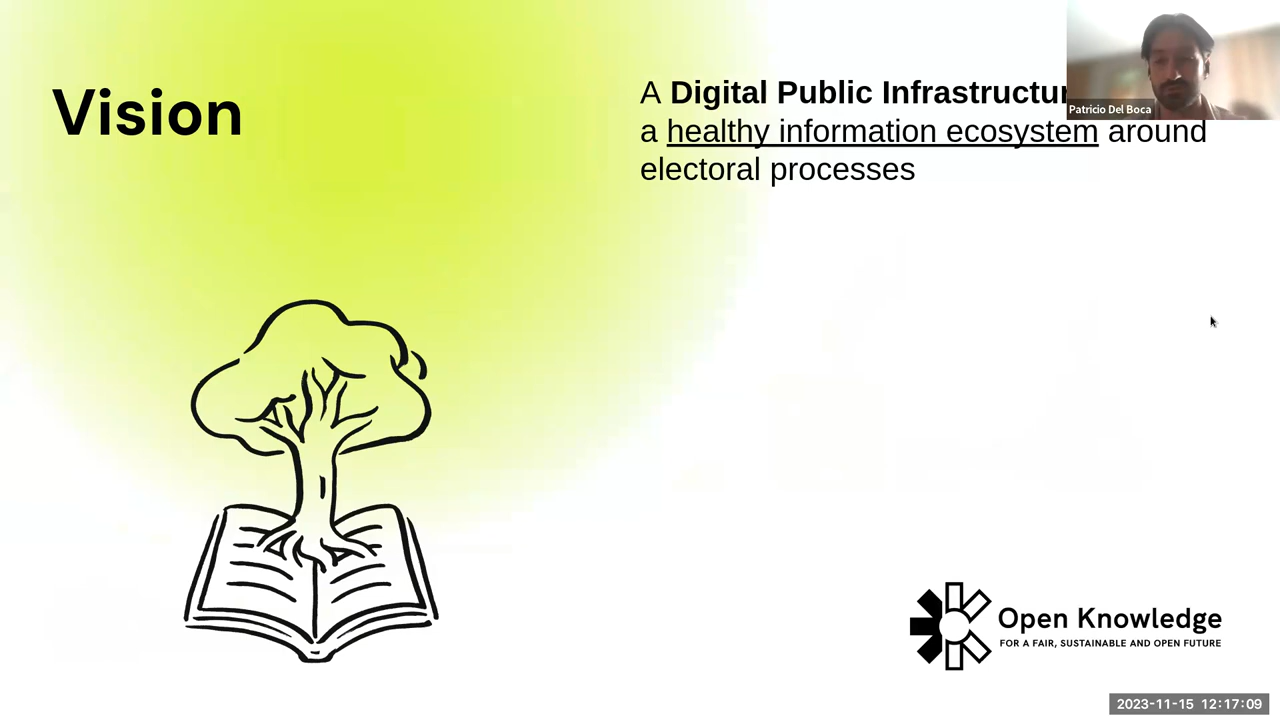 Vision
A Digital Public Infrastructur
a healthy information ecosystem around
electoral processes
Patricio Del Boca
Open Knowledge
FOR A FAIR, SUSTAINABLE AND OPEN FUTURE
2023-11-15 12:17:09